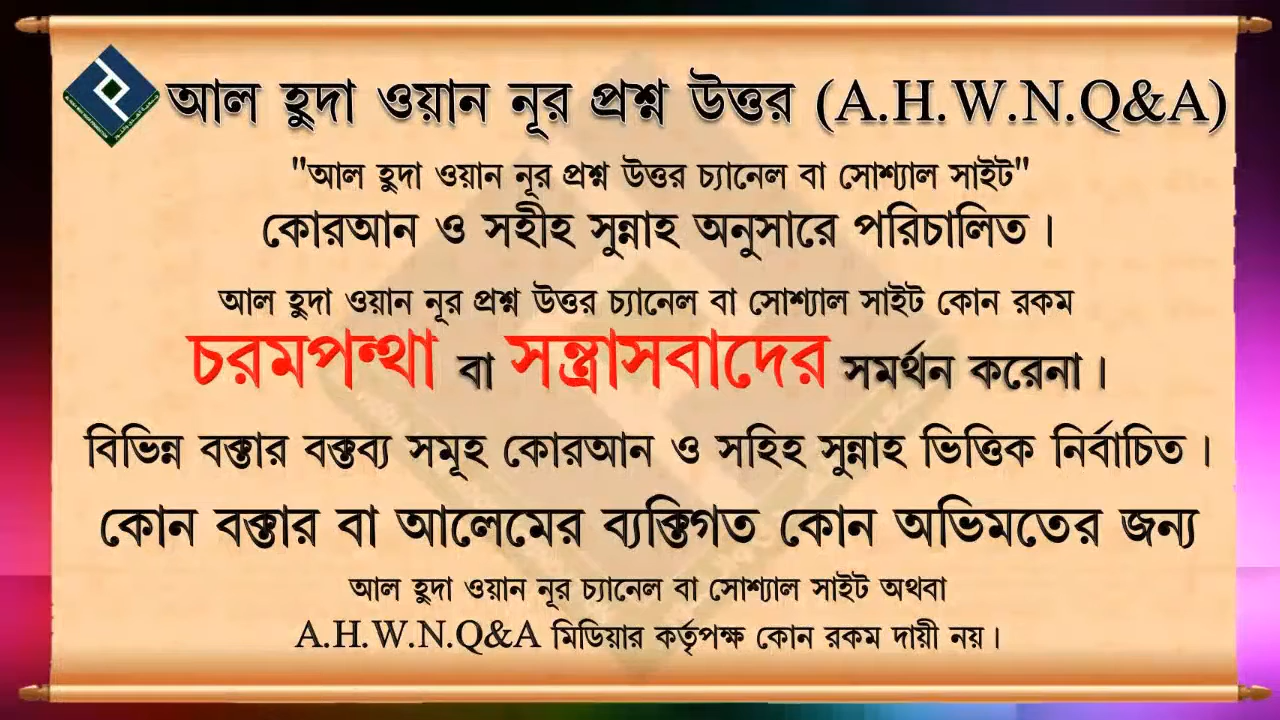 আল হুদা ওয়ান নূর প্রশ্ন উত্তর (A.H.W.N.Q&A)
"আল হুদা ওয়ান নূর প্রশ্ন উত্তর চ্যানেল বা সোশ্যাল সাইট"
কোরআন ও সহীহ সুন্নাহ অনুসারে পরিচালিত।
আল হুদা ওয়ান নূর প্রশ্ন উত্তর চ্যানেল বা সোশ্যাল সাইট কোন রকম
চরমপন্থা বা সন্ত্রাসবাদের সমর্থন করেনা।
বিভিন্ন বক্তার বক্তব্য সমূহ কোরআন ও সহিহ সুন্নাহ ভিত্তিক নির্বাচিত।
কোন বক্তার বা আলেমের ব্যক্তিগত কোন অভিমতের জন্য
আল হুদা ওয়ান নূর চ্যানেল বা সোশ্যাল সাইট অথবা
A.H.W.N.Q&A মিডিয়ার কর্তৃপক্ষ কোন রকম দায়ী নয়।